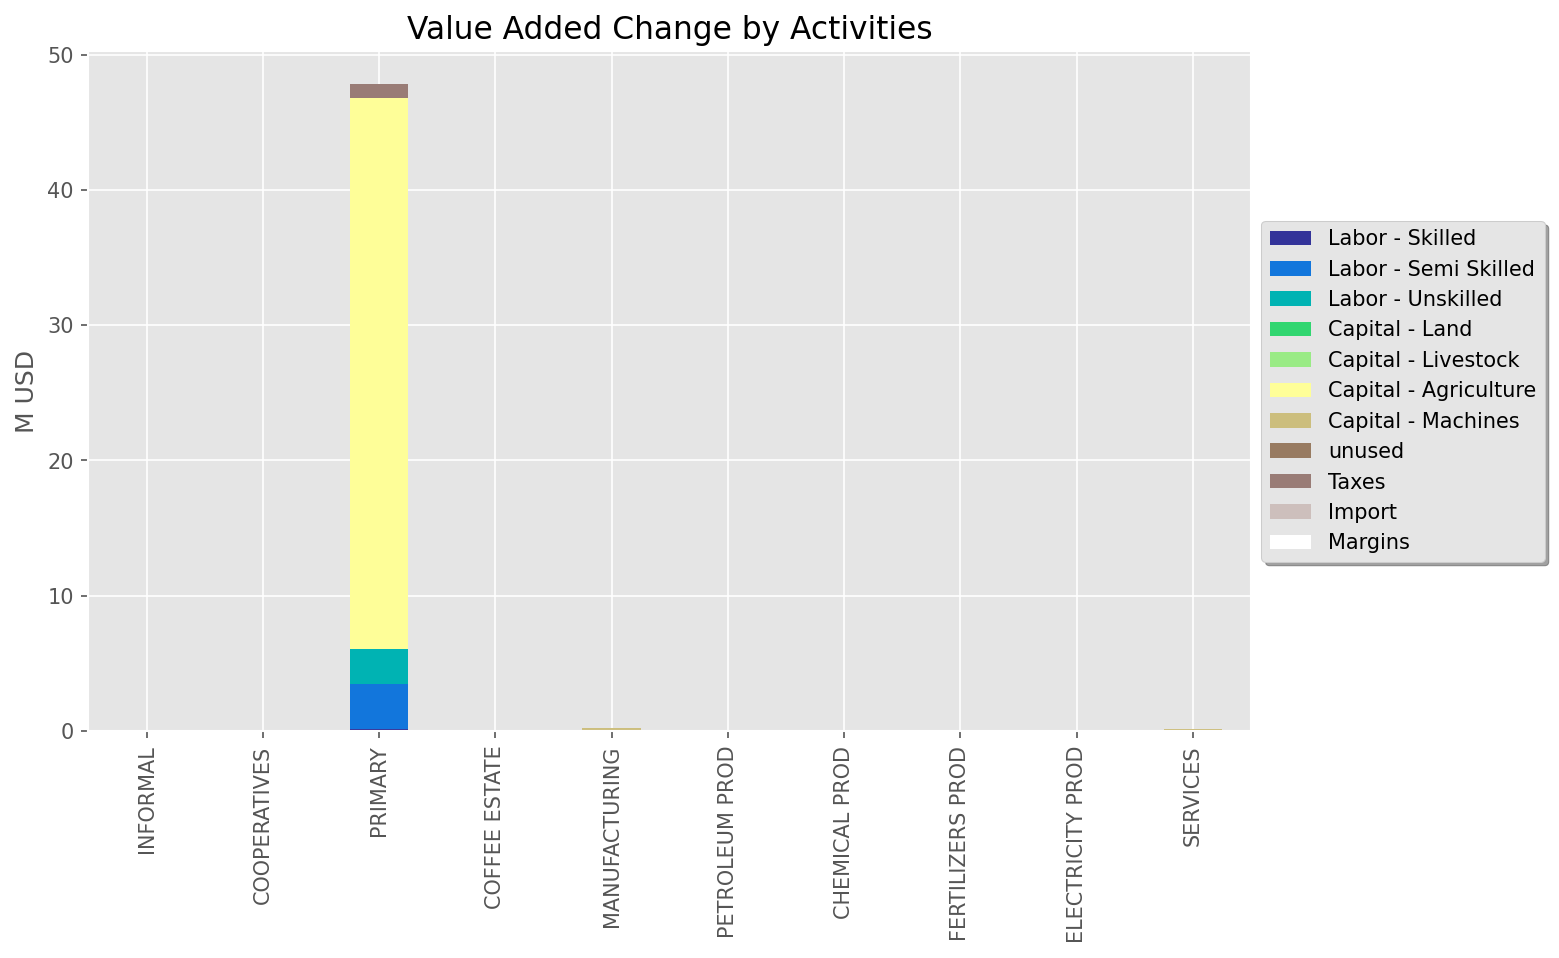 Value Added Change by Activities
50
40
30
20
10
0
M USD
INFORMAL
COOPERATIVES
PRIMARY
COFFEE ESTATE
MANUFACTURING
PETROLEUM PROD
CHEMICAL PROD
FERTILIZERS PROD
ELECTRICITY PROD
SERVICES
Labor - Skilled
Labor - Semi Skilled
Labor - Unskilled
Capital - Land
Capital - Livestock
Capital - Agriculture
Capital - Machines
unused
Taxes
Import
Margins